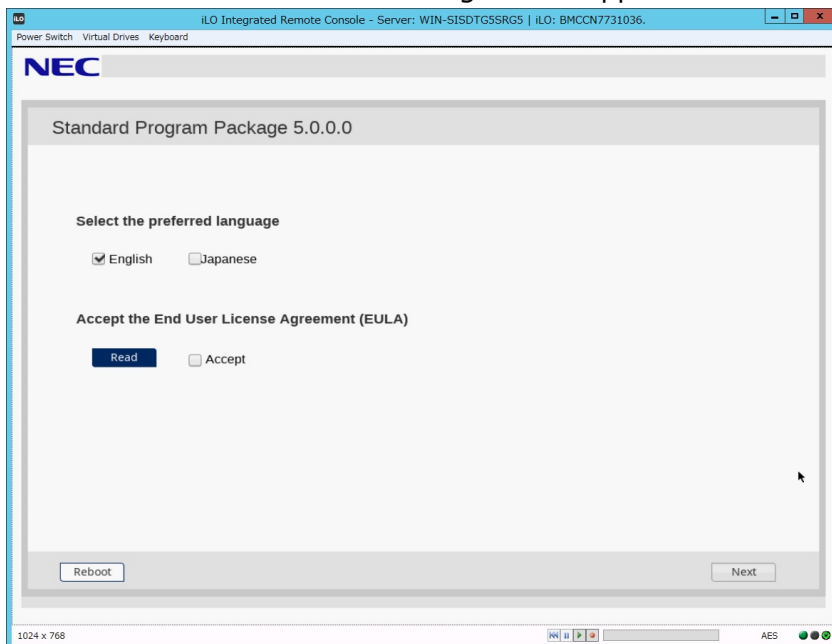 iLO
iLO Integrated Remote Console - Server: WIN-SISDTG5SRG5 | iLO: BMCCN7731036.
Power Switch Virtual Drives Keyboard
NEC
Standard Program Package 5.0.0.0
Select the preferred language
English Japanese
Accept the End User License Agreement (EULA)
Read Accept
Reboot Next
1024 x 768 AES